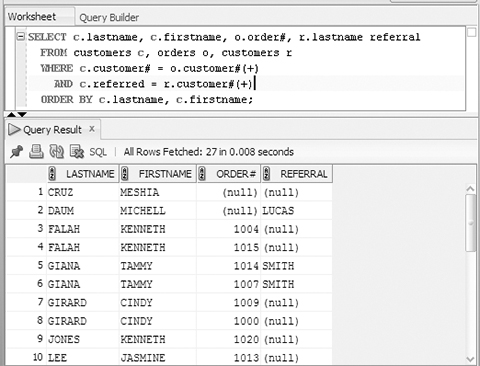 Worksheet Query Builder
SELECT c.lastname, c.firstname, o.order#, r.lastname referral
FROM customers c, orders o, customers r
WHERE c.customer# = o.customer#(+)
AND c.referred = r.customer#(+)
ORDER BY c.lastname, c.firstname;
Query Result x
SQL | All Rows Fetched: 27 in 0.008 seconds
LASTNAME FIRSTNAME ORDER# REFERRAL
1 CRUZ MESHIA (null) (null)
2 DAUM MICHELL (null) LUCAS
3 FALAH KENNETH 1004 (null)
4 FALAH KENNETH 1015 (null)
5 GIANA TAMMY 1014 SMITH
6 GIANA TAMMY 1007 SMITH
7 GIRARD CINDY 1009 (null)
8 GIRARD CINDY 1000 (null)
9 JONES KENNETH 1020 (null)
10 LEE JASMINE 1013 (null)